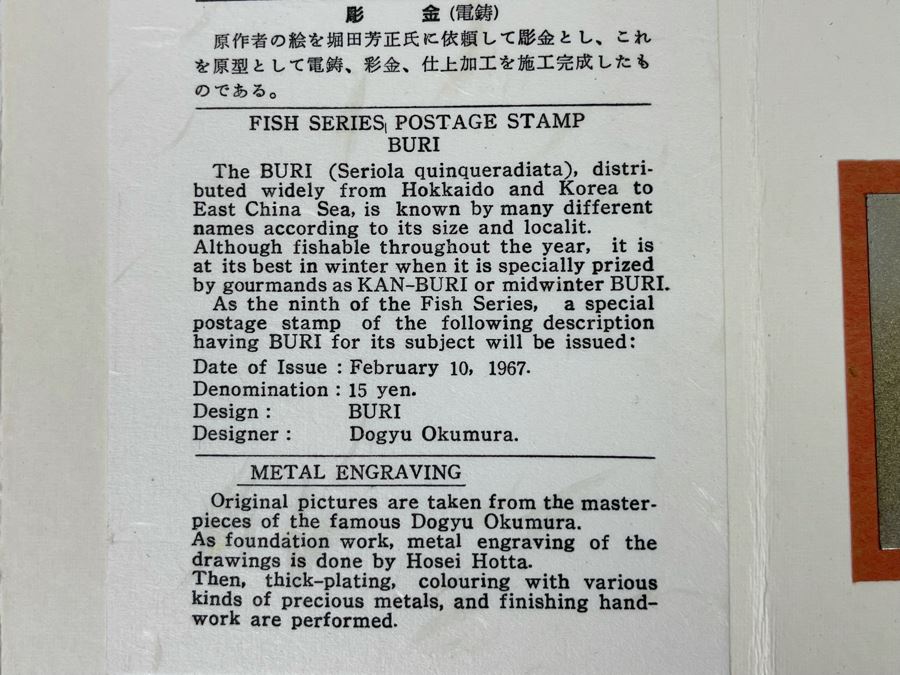 彫 金 (電鋳)
原作者の絵を堀田芳正氏に依頼して彫金とし、これ
を原型として電鋳、彩金、仕上加工を施工完成したも
のである。
FISH SERIES, POSTAGE STAMP
BURI
The BURI (Seriola quinqueradiata), distri-
buted widely from Hokkaido and Korea to
East China Sea, is known by many different
names according to its size and localit.
Although fishable throughout the year, it is
at its best in winter when it is specially prized
by gourmands as KAN-BURI or midwinter BURI.
As the ninth of the Fish Series, a special
postage stamp of the following description
having BURI for its subject will be issued:
Date of Issue : February 10, 1967.
Denomination : 15 yen.
Design : BURI
Designer : Dogyu Okumura.
METAL ENGRAVING
Original pictures are taken from the master-
pieces of the famous Dogyu Okumura.
As foundation work, metal engraving of the
drawings is done by Hosei Hotta.
Then, thick-plating, colouring with various
kinds of precious metals, and finishing hand-
work are performed.